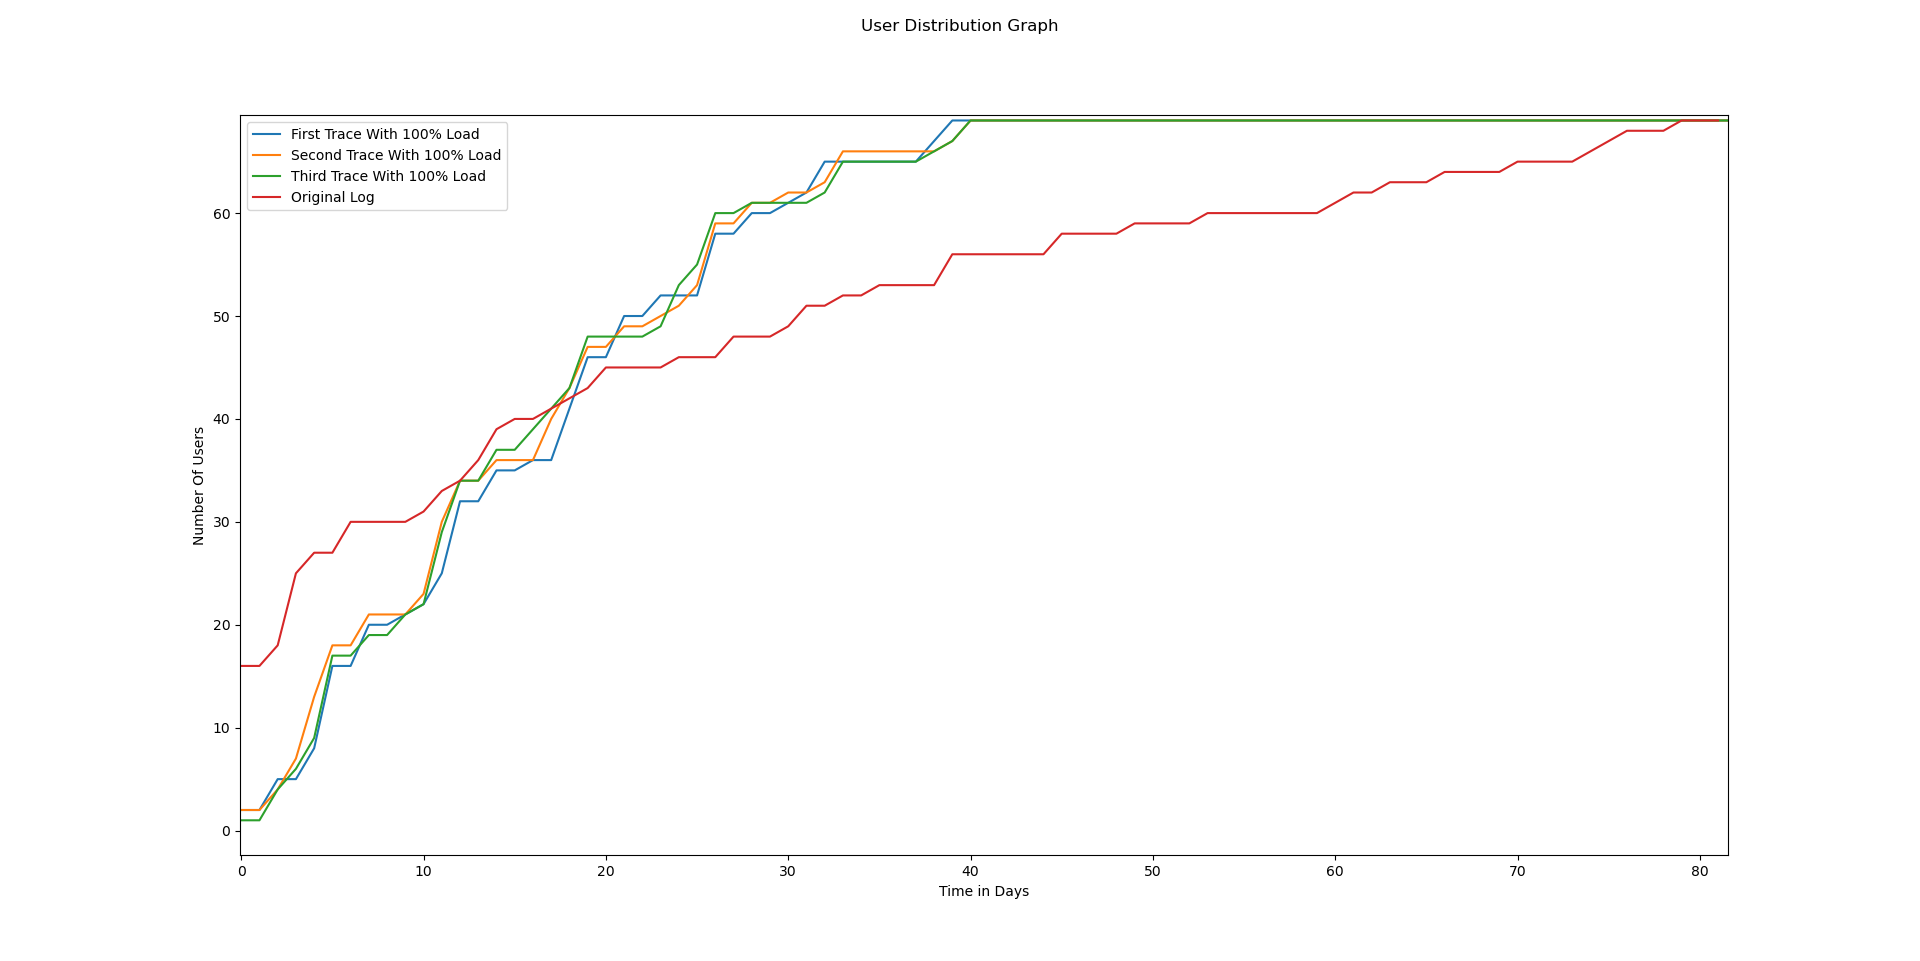 User Distribution Graph
First Trace With 100% Load
Second Trace With 100% Load
Third Trace With 100% Load
Original Log
60
50
40
30
20
10
0
Number Of Users
0 10 20 30 40 50 60 70 80
Time in Days